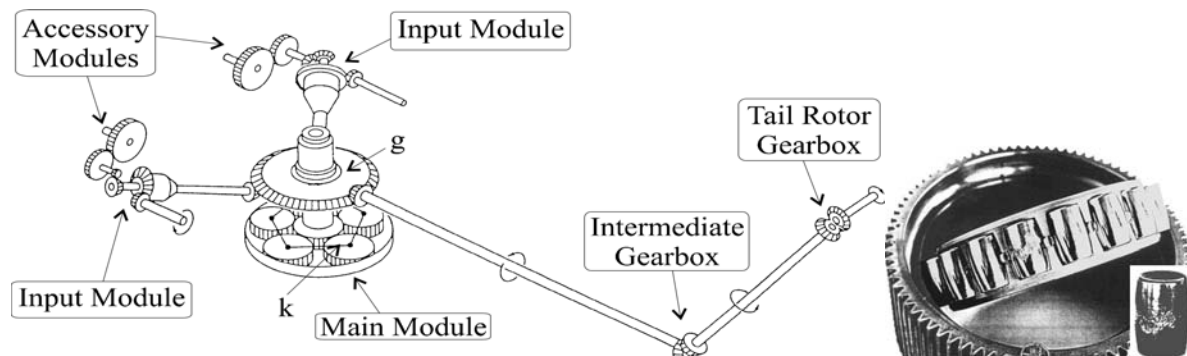 Accessory
Modules
Input Module
g
Tail Rotor
Gearbox
Intermediate
Gearbox
Input Module
k
Main Module